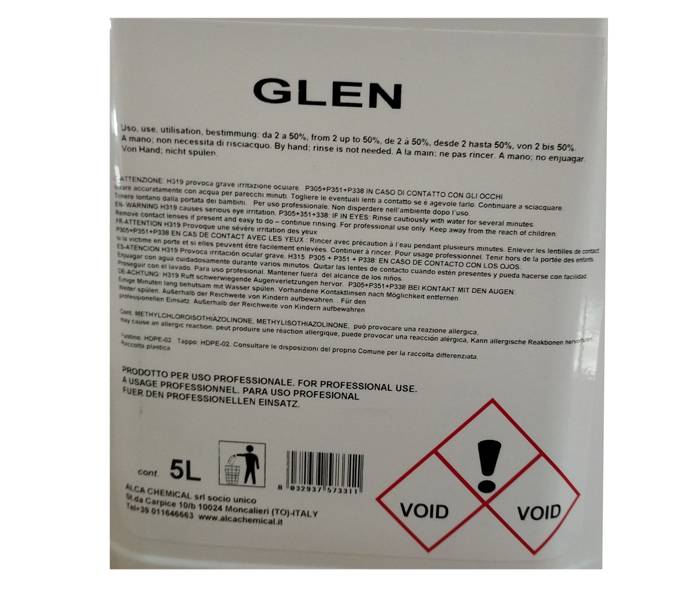 GLEN
Uso, use, utilisation, bestimmung: da 2 a 50%, from 2 up to 50%, de 2 à 50%, desde 2 hasta 50%, von 2 bis 50%.
A mano; non necessita di risciacquo. By hand; rinse is not needed. A la main; ne pas rincer. A mano; no enjuagar.
Von Hand; nicht spülen.
IT-ATTENZIONE: H319 provoca grave irritazione oculare. P305+P351+P338 IN CASO DI CONTATTO CON GLI OCCHI
lavare accuratamente con acqua per parecchi minuti. Togliere le eventuali lenti a contatto se è agevole farlo. Continuare a sciacquare.
Tenere lontano dalla portata dei bambini. Per uso professionale. Non disperdere nell'ambiente dopo l'uso.
EN- WARNING H319 causes serious eye irritation. P305+351+338: IF IN EYES: Rinse cautiously with water for several minutes.
Remove contact lenses if present and easy to do – continue rinsing. For professional use only. Keep away from the reach of children.
FR-ATTENTION H319 Provoque une sévère irritation des yeux
P305+P351+P338 EN CAS DE CONTACT AVEC LES YEUX : Rincer avec précaution à l'eau pendant plusieurs minutes. Enlever les lentilles de contact
si la victime en porte et si elles peuvent être facilement enlevées. Continuer à rincer. Pour usage professionnel. Tenir hors de la portée des enfants.
ES-ATENCION H319 Provoca irritación ocular grave. H315 P305 + P351 + P338: EN CASO DE CONTACTO CON LOS OJOS:
Enjuagar con agua cuidadosamente durante varios minutos. Quitar las lentes de contacto cuando estén presentes y pueda hacerse con facilidad.
Proseguir con el lavado. Para uso profesional. Mantener fuera del alcance de los niños.
DE-ACHTUNG: H319 Ruft schwerwiegende Augenverletzungen hervor. P305+P351+P338 BEI KONTAKT MIT DEN AUGEN:
Einige Minuten lang behutsam mit Wasser spülen. Vorhandene Kontaktlinsen nach Möglichkeit entfernen.
Weiter spülen. Außerhalb der Reichweite von Kindern aufbewahren . Für den
professionellen Einsatz. Außerhalb der Reichweite von Kindern aufbewahren
Cont. METHYLCHLOROISOTHIAZOLINONE, METHYLISOTHIAZOLINONE, può provocare una reazione allergica,
may cause an allergic reaction, peut produire une réaction allergique, puede provocar una reacción alérgica, Kann allergische Reaktionen hervorrufen.
Flacone: HDPE-02 Tappo: HDPE-02. Consultare le disposizioni del proprio Comune per la raccolta differenziata.
Raccolta plastica
PRODOTTO PER USO PROFESSIONALE. FOR PROFESSIONAL USE.
A USAGE PROFESSIONNEL. PARA USO PROFESIONAL
FUER DEN PROFESSIONELLEN EINSATZ.
cont. 5L
8 032937 573311
ALCA CHEMICAL srl socio unico
St.da Carpice 10/b 10024 Moncalieri (TO)-ITALY
Tel+39 011646663 www.alcachemical.it
VOID
VOID